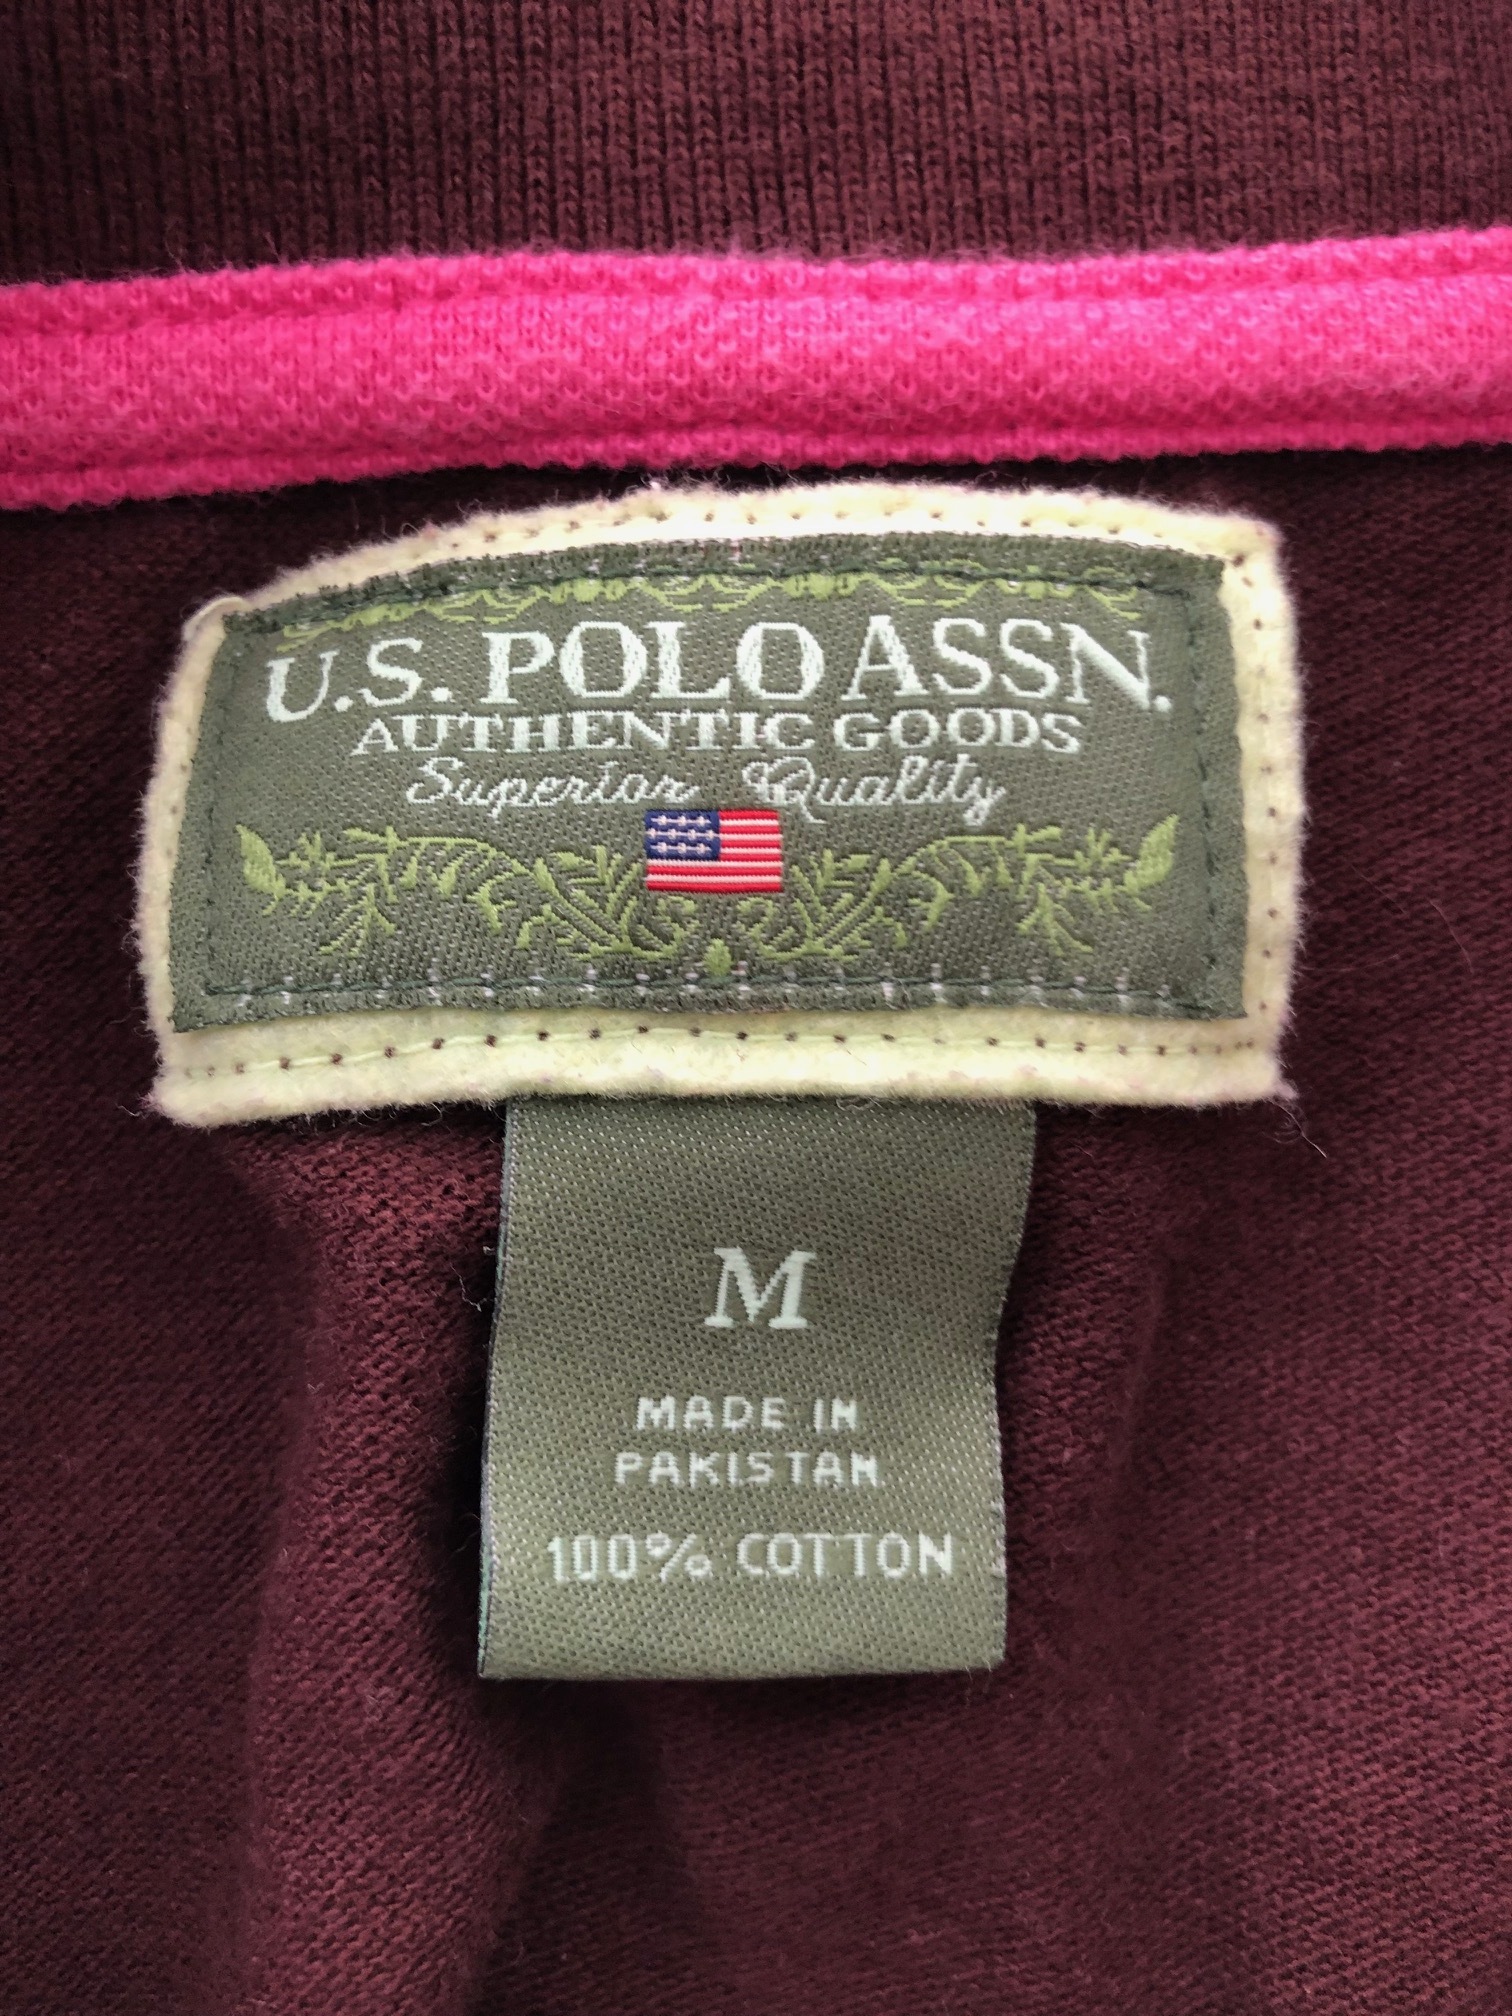 U.S. POLO ASSN.
AUTHENTIC GOODS
Superior Quality
M
MADE IN
PAKISTAN
100% COTTON